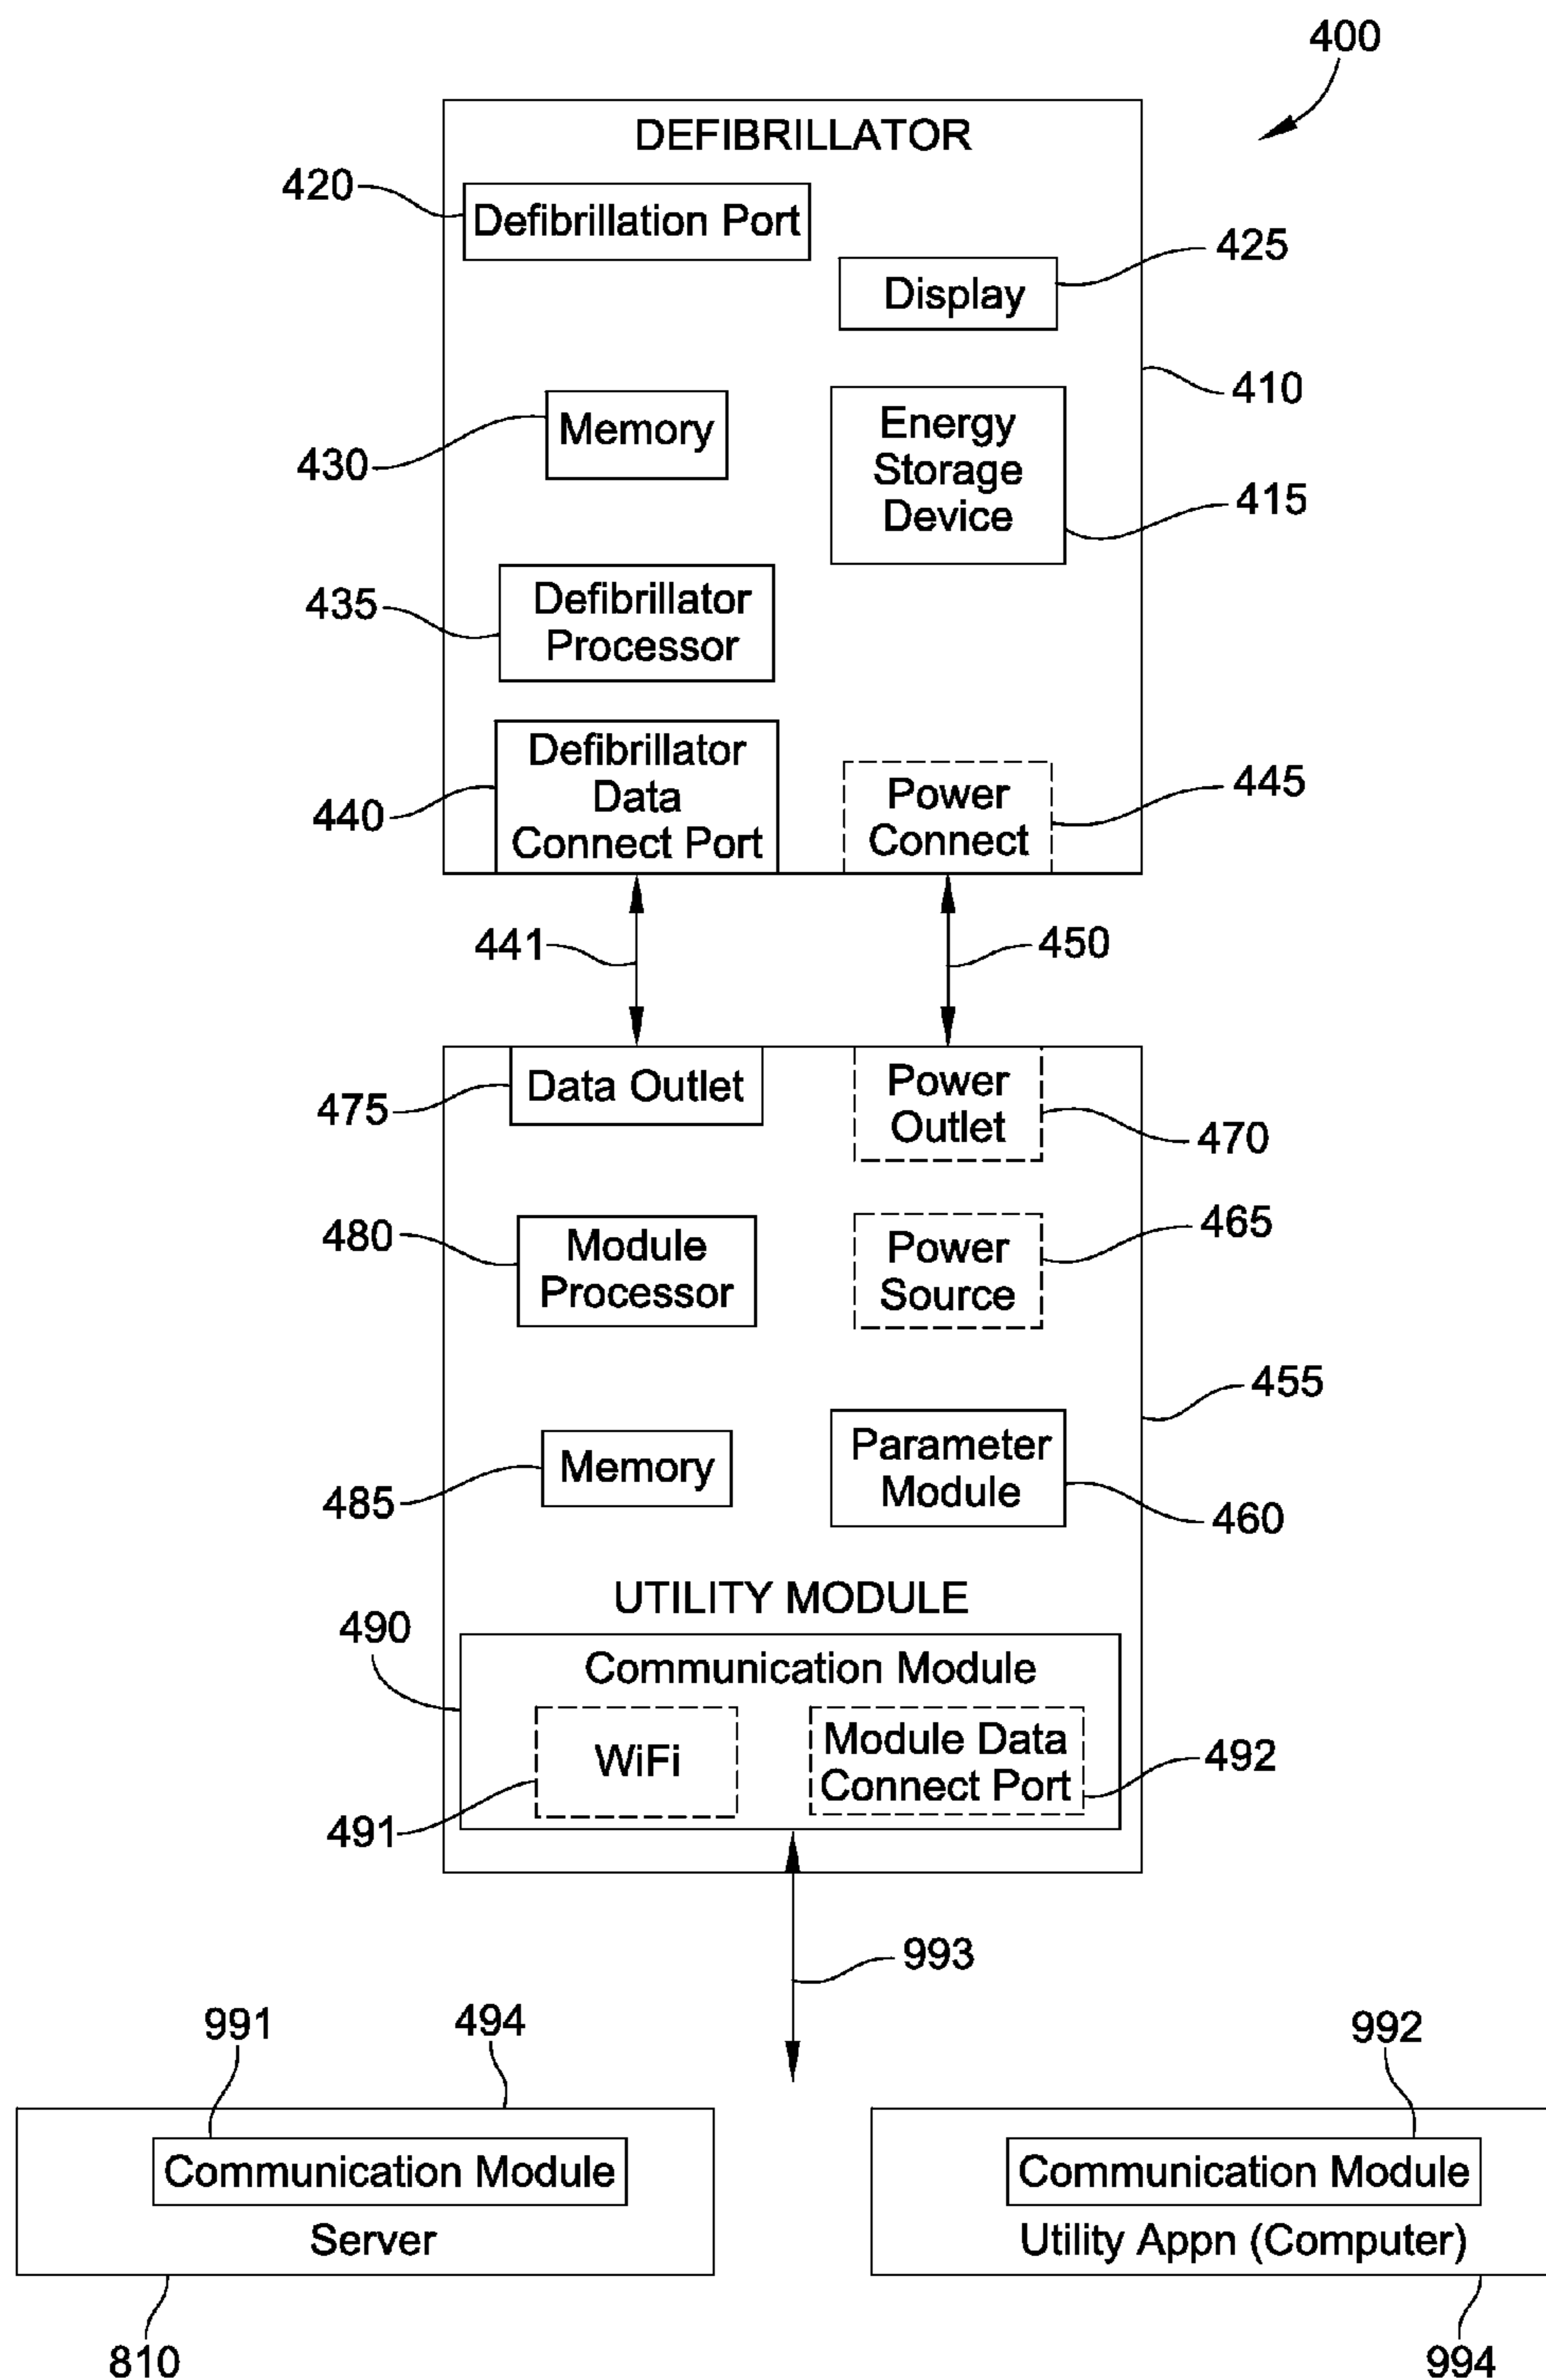 400
DEFIBRILLATOR
420
Defibrillation Port
425
Display
410
430
Memory
Energy
Storage
Device
415
435
Defibrillator
Processor
440
Defibrillator
Data
Connect Port
Power
Connect
445
441
450
475
Data Outlet
Power
Outlet
470
480
Module
Processor
Power
Source
465
455
485
Memory
Parameter
Module
460
UTILITY MODULE
490
Communication Module
491
WiFi
Module Data
Connect Port
492
993
991
494
992
Communication Module
Server
Communication Module
Utility Appn (Computer)
810
994